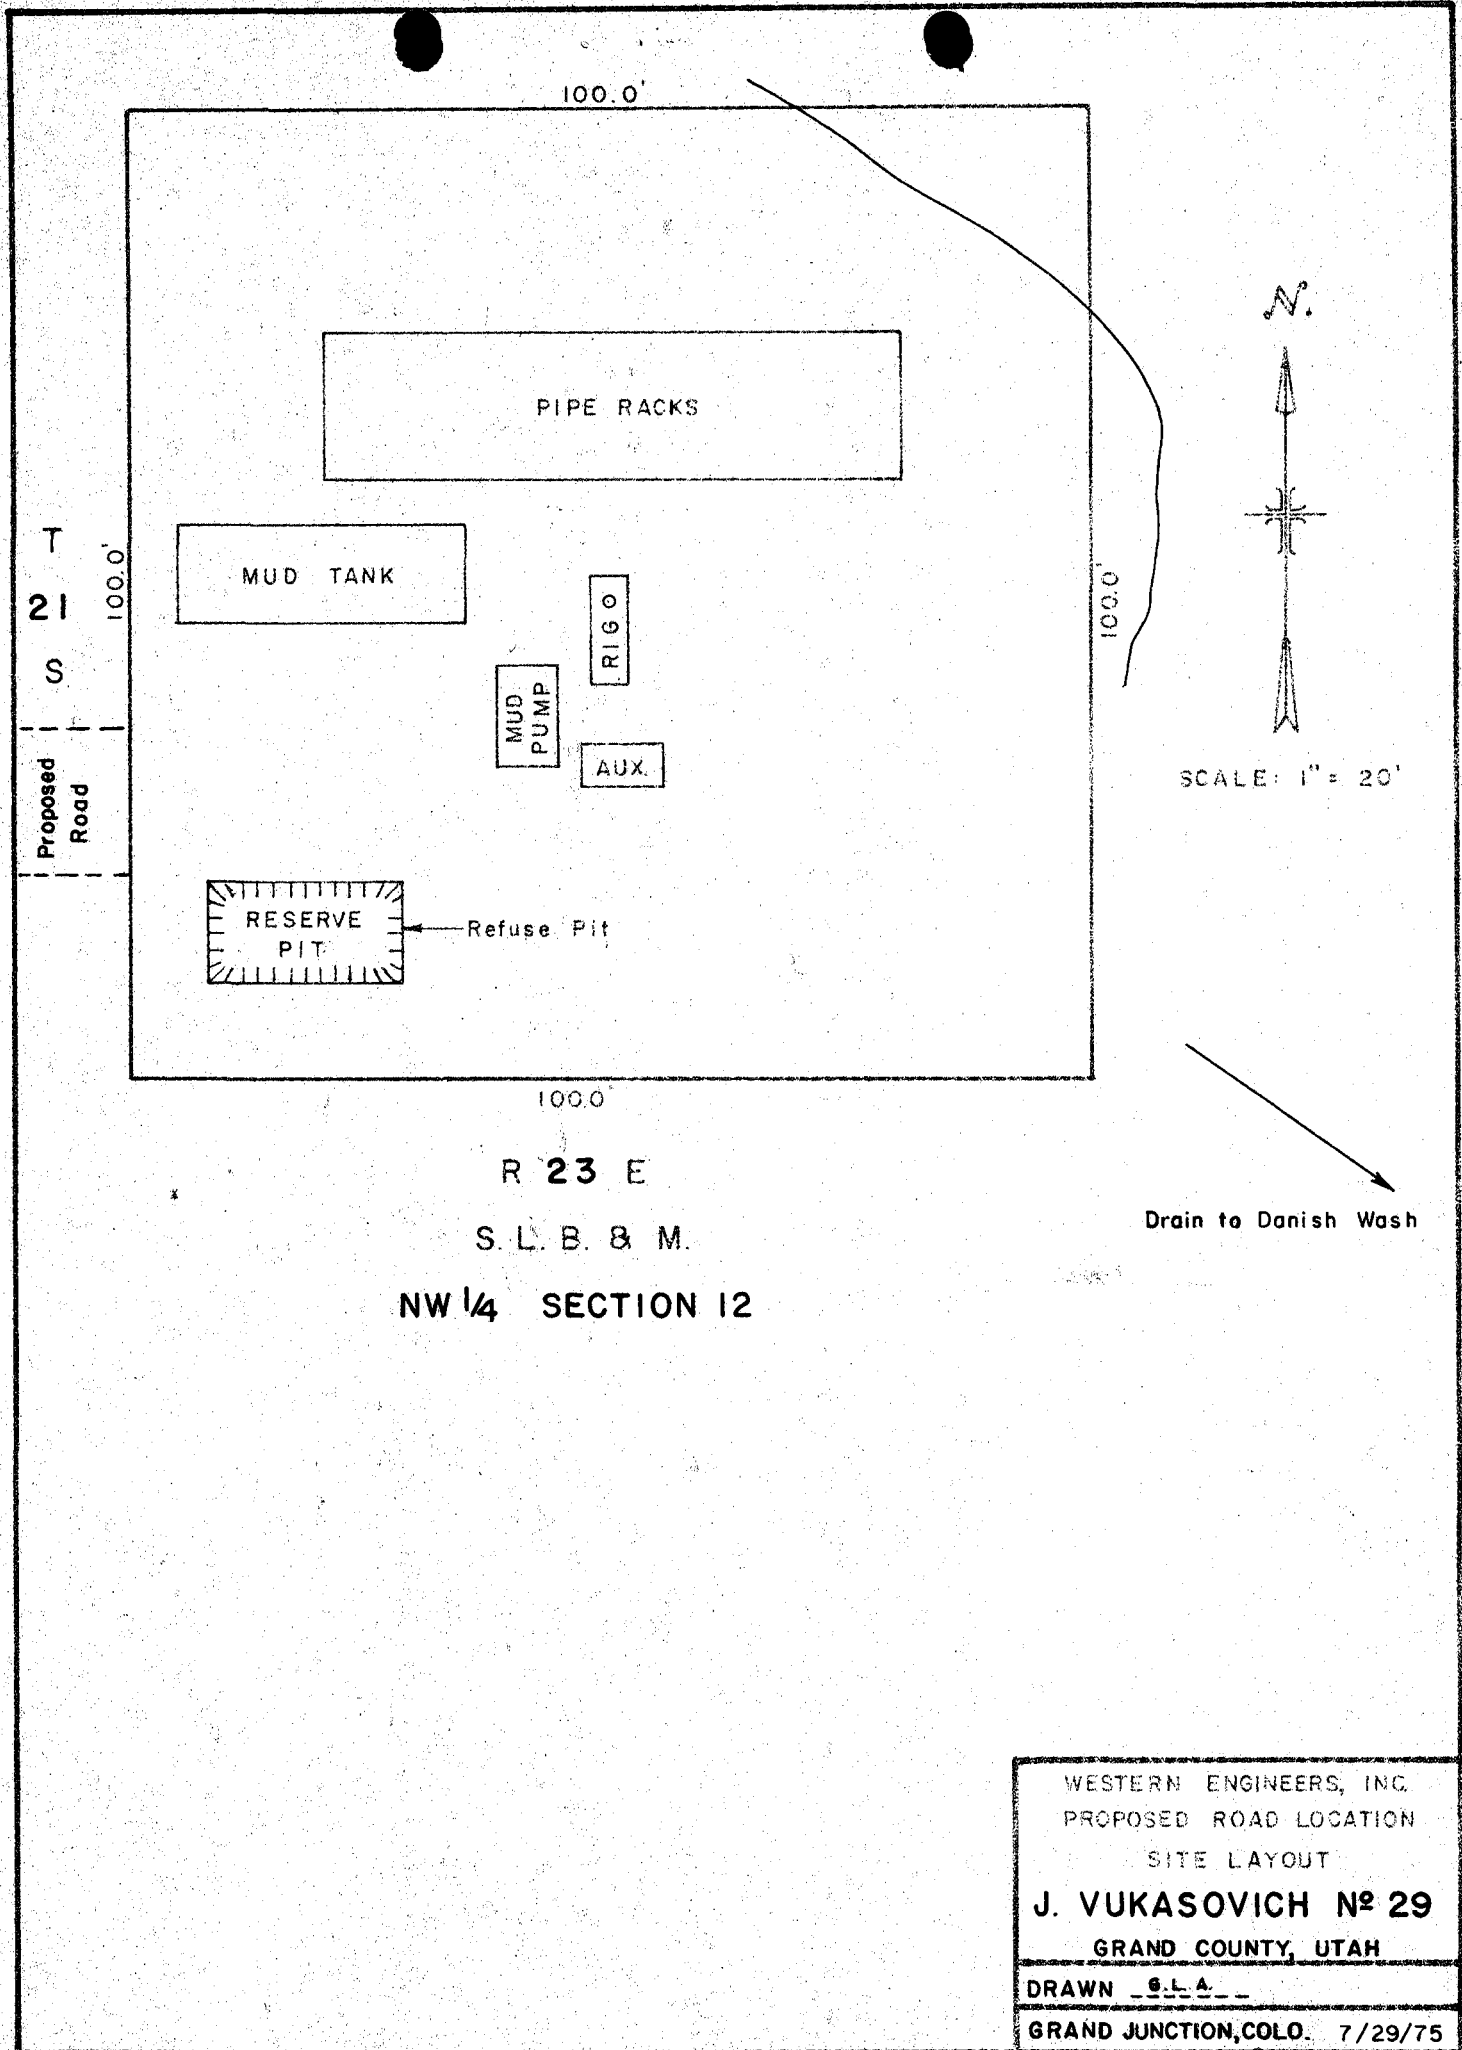 100.0'
N.
PIPE RACKS
T
21
S
100.0'
MUD TANK
RIG
100.0'
MUD
PUMP
AUX.
SCALE: 1" = 20'
Proposed
Road
RESERVE
PIT
Refuse Pit
100.0'
R 23 E
S. L. B. & M.
NW 1/4 SECTION 12
Drain to Danish Wash
WESTERN ENGINEERS, INC.
PROPOSED ROAD LOCATION
SITE LAYOUT
J. VUKASOVICH Nº 29
GRAND COUNTY, UTAH
DRAWN G.L.A.
GRAND JUNCTION, COLO. 7/29/75